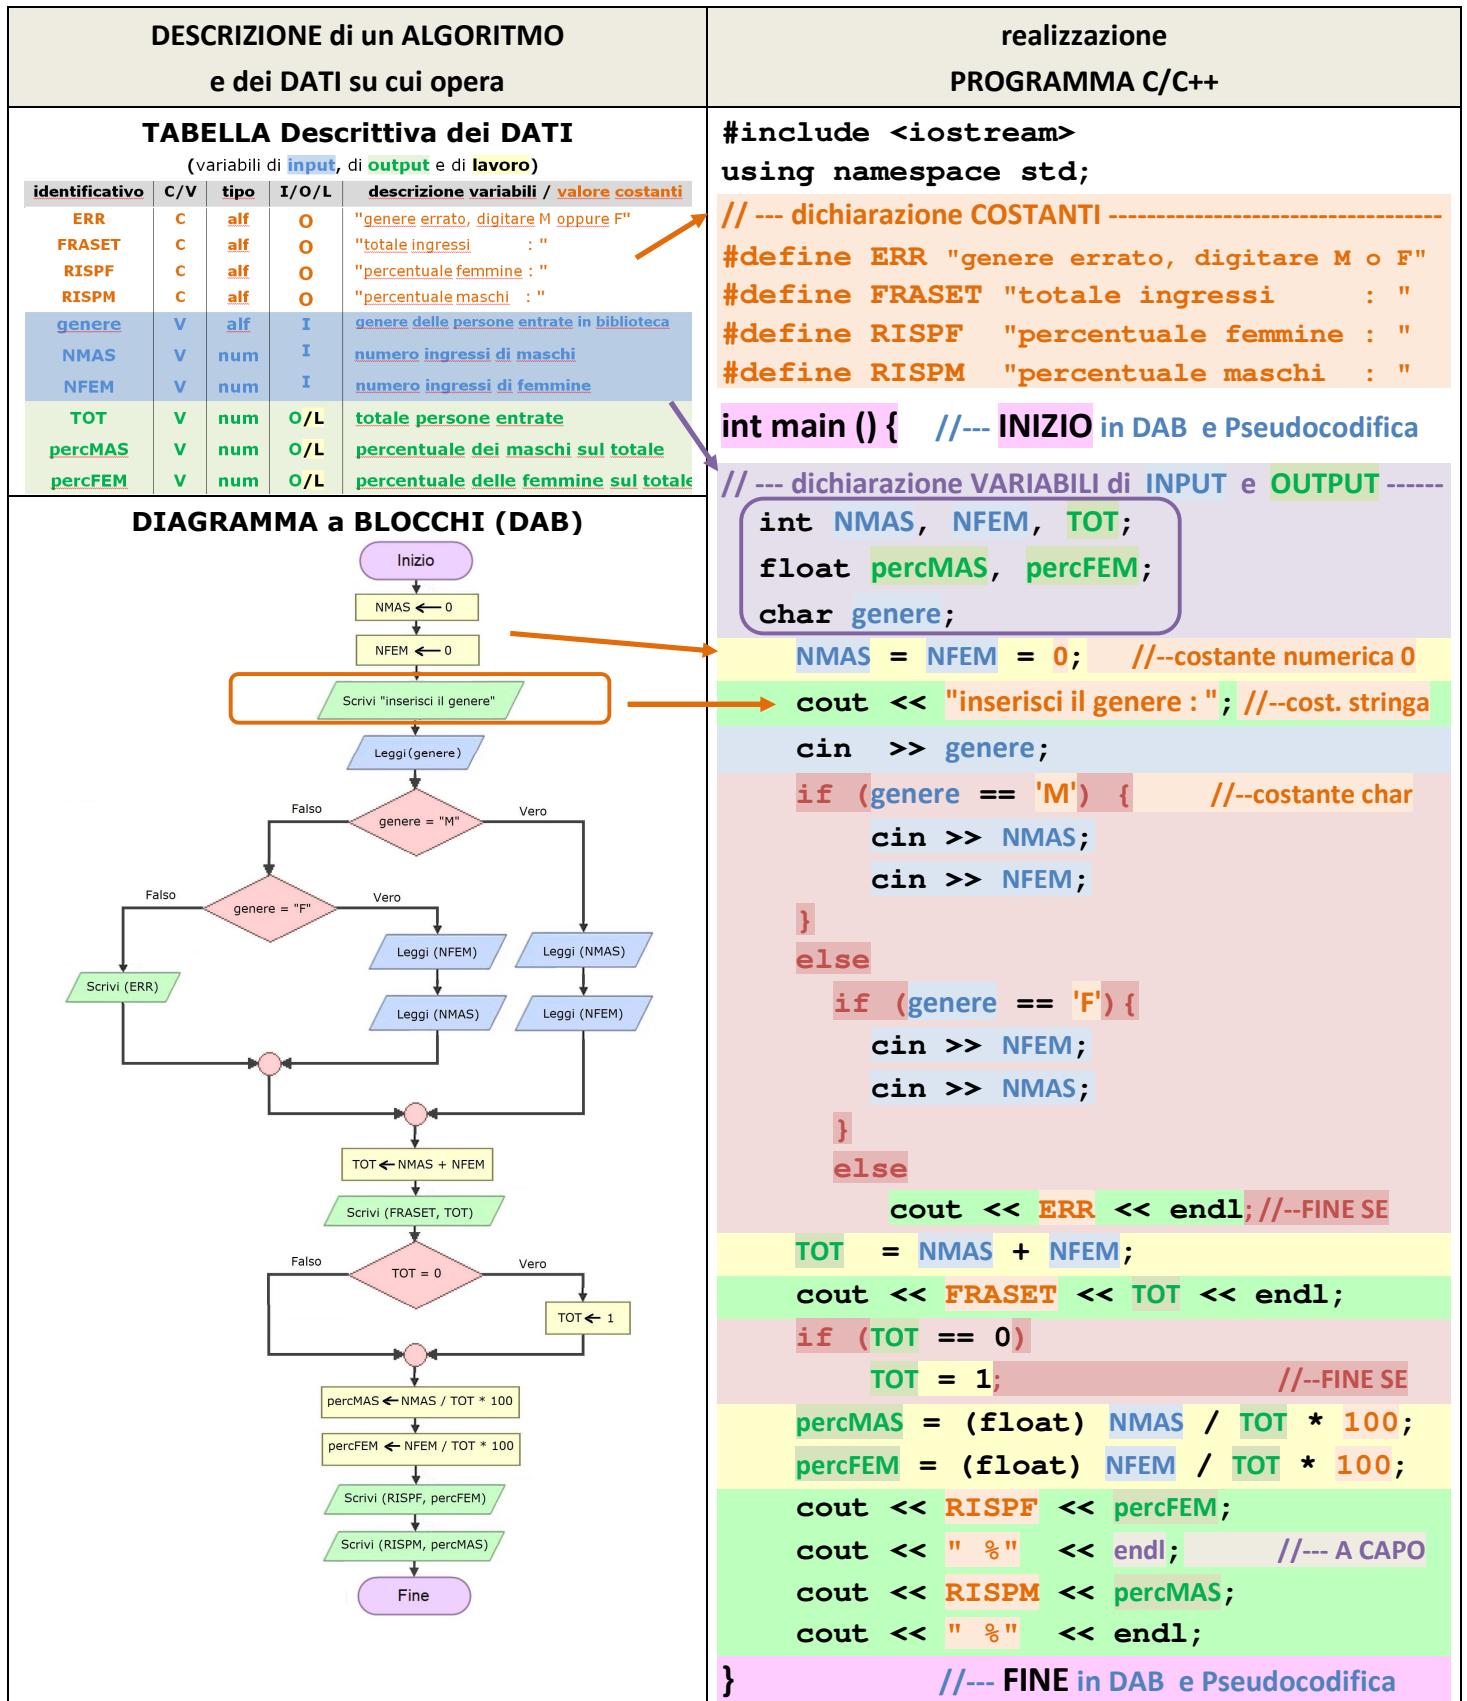 DESCRIZIONE di un ALGORITMO
e dei DATI su cui opera
TABELLA Descrittiva dei DATI
(variabili di input, di output e di lavoro)
identificativo C/V tipo I/O/L descrizione variabili / valore costanti
ERR C alf O "genere errato, digitare M oppure F"
FRASET C alf O "totale ingressi : "
RISPF C alf O "percentuale femmine : "
RISPM C alf O "percentuale maschi : "
genere V alf I genere delle persone entrate in biblioteca
NMAS V num I numero ingressi di maschi
NFEM V num I numero ingressi di femmine
TOT V num O/L totale persone entrate
percMAS V num O/L percentuale dei maschi sul totale
percFEM V num O/L percentuale delle femmine sul totale
DIAGRAMMA a BLOCCHI (DAB)
Inizio
NMAS ← 0
NFEM ← 0
Scrivi "inserisci il genere"
Leggi(genere)
Falso
genere = "M"
Vero
Falso
genere = "F"
Vero
Scrivi (ERR)
Leggi (NFEM)
Leggi (NMAS)
Leggi (NMAS)
Leggi (NFEM)
TOT ← NMAS + NFEM
Scrivi (FRASET, TOT)
Falso
TOT = 0
Vero
TOT ← 1
percMAS ← NMAS / TOT * 100
percFEM ← NFEM / TOT * 100
Scrivi (RISPF, percFEM)
Scrivi (RISPM, percMAS)
Fine
realizzazione
PROGRAMMA C/C++
#include <iostream>
using namespace std;
// --- dichiarazione COSTANTI -----------------------------------
#define ERR "genere errato, digitare M o F"
#define FRASET "totale ingressi : "
#define RISPF "percentuale femmine : "
#define RISPM "percentuale maschi : "
int main () { //--- INIZIO in DAB e Pseudocodifica
// --- dichiarazione VARIABILI di INPUT e OUTPUT ------
int NMAS, NFEM, TOT;
float percMAS, percFEM;
char genere;
NMAS = NFEM = 0; //--costante numerica 0
cout << "inserisci il genere : "; //--cost. stringa
cin >> genere;
if (genere == 'M') { //--costante char
cin >> NMAS;
cin >> NFEM;
}
else
if (genere == 'F'){
cin >> NFEM;
cin >> NMAS;
}
else
cout << ERR << endl; //--FINE SE
TOT = NMAS + NFEM;
cout << FRASET << TOT << endl;
if (TOT == 0)
TOT = 1; //--FINE SE
percMAS = (float) NMAS / TOT * 100;
percFEM = (float) NFEM / TOT * 100;
cout << RISPF << percFEM;
cout << " %" << endl; //--- A CAPO
cout << RISPM << percMAS;
cout << " %" << endl;
} //--- FINE in DAB e Pseudocodifica